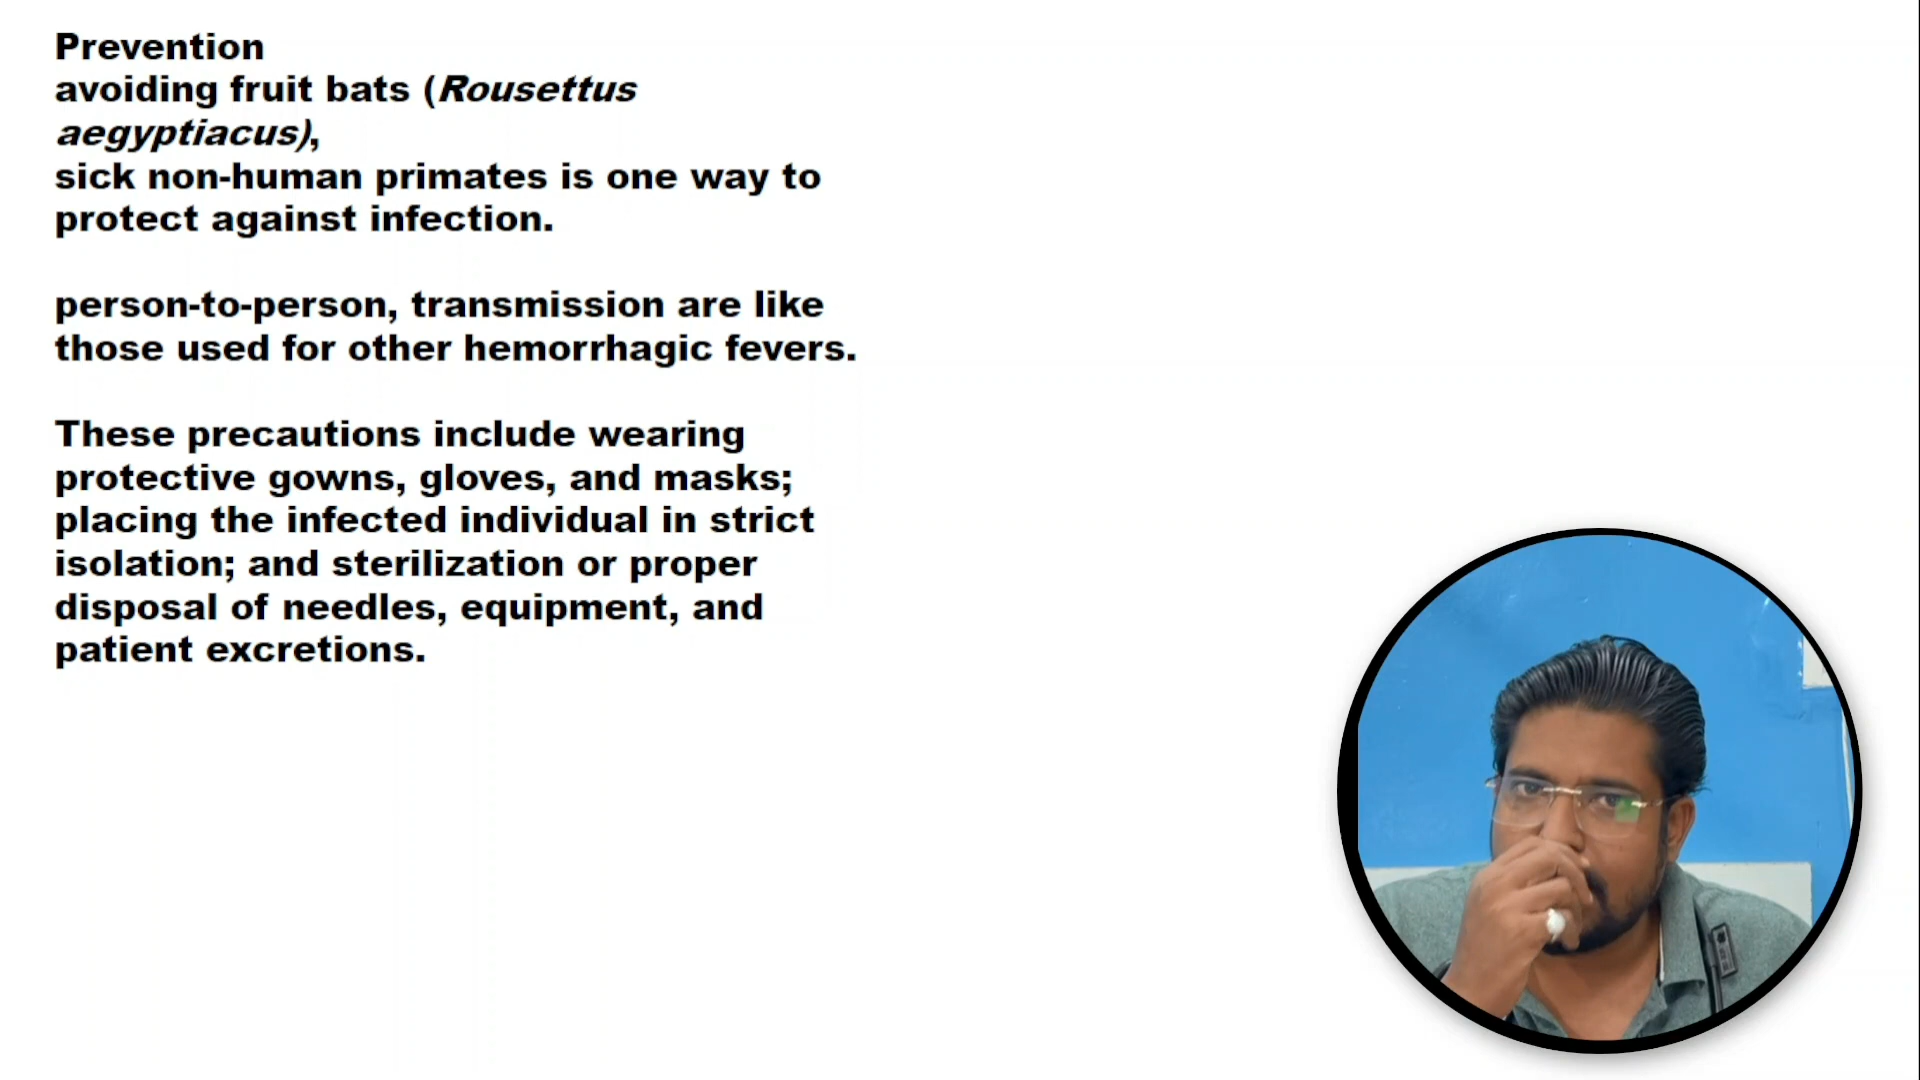 Prevention
avoiding fruit bats (Rousettus
aegyptiacus),
sick non-human primates is one way to
protect against infection.
person-to-person, transmission are like
those used for other hemorrhagic fevers.
These precautions include wearing
protective gowns, gloves, and masks;
placing the infected individual in strict
isolation; and sterilization or proper
disposal of needles, equipment, and
patient excretions.